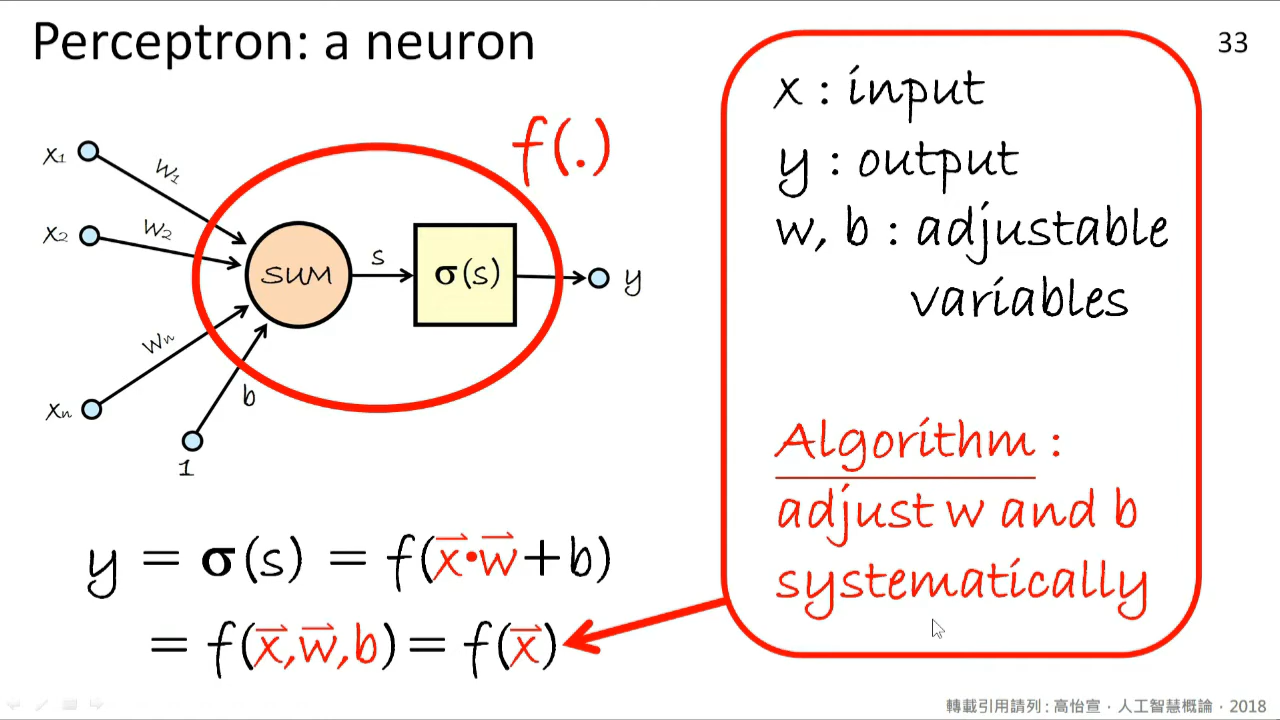 Perceptron: a neuron
33
f(.)
x₁
w₁
x₂
w₂
SUM
s
σ(s)
y
wₙ
xₙ
b
1
y = σ(s) = f(x⃗•w⃗+b)
= f(x⃗,w⃗,b) = f(x⃗)
x : input
y : output
w, b : adjustable
variables
Algorithm :
adjust w and b
systematically
轉載引用請列 : 高怡宣 · 人工智慧概論 · 2018